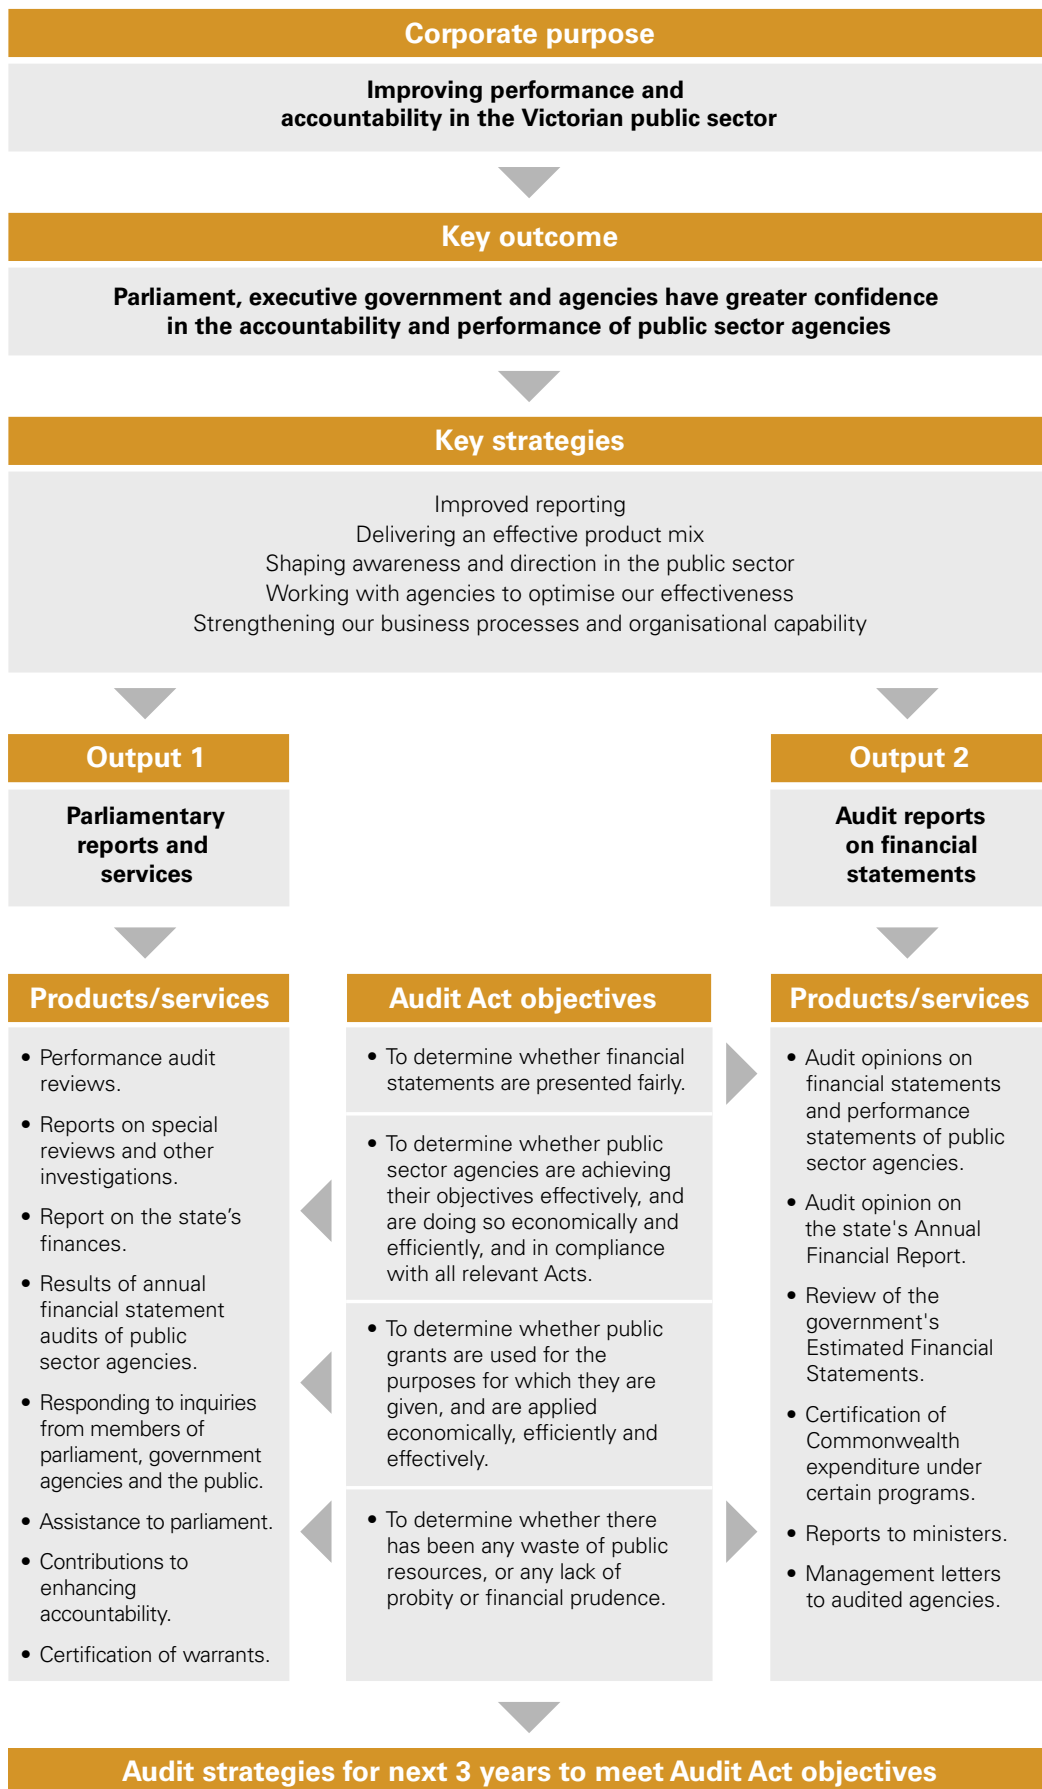 Corporate purpose
Improving performance and
accountability in the Victorian public sector
Key outcome
Parliament, executive government and agencies have greater confidence
in the accountability and performance of public sector agencies
Key strategies
Improved reporting
Delivering an effective product mix
Shaping awareness and direction in the public sector
Working with agencies to optimise our effectiveness
Strengthening our business processes and organisational capability
Output 1
Parliamentary
reports and
services
Output 2
Audit reports
on financial
statements
Products/services
• Performance audit
reviews.
• Reports on special
reviews and other
investigations.
• Report on the state’s
finances.
• Results of annual
financial statement
audits of public
sector agencies.
• Responding to inquiries
from members of
parliament, government
agencies and the public.
• Assistance to parliament.
• Contributions to
enhancing
accountability.
• Certification of warrants.
Audit Act objectives
• To determine whether financial
statements are presented fairly.
• To determine whether public
sector agencies are achieving
their objectives effectively, and
are doing so economically and
efficiently, and in compliance
with all relevant Acts.
• To determine whether public
grants are used for the
purposes for which they are
given, and are applied
economically, efficiently and
effectively.
• To determine whether there
has been any waste of public
resources, or any lack of
probity or financial prudence.
Products/services
• Audit opinions on
financial statements
and performance
statements of public
sector agencies.
• Audit opinion on
the state's Annual
Financial Report.
• Review of the
government's
Estimated Financial
Statements.
• Certification of
Commonwealth
expenditure under
certain programs.
• Reports to ministers.
• Management letters
to audited agencies.
Audit strategies for next 3 years to meet Audit Act objectives